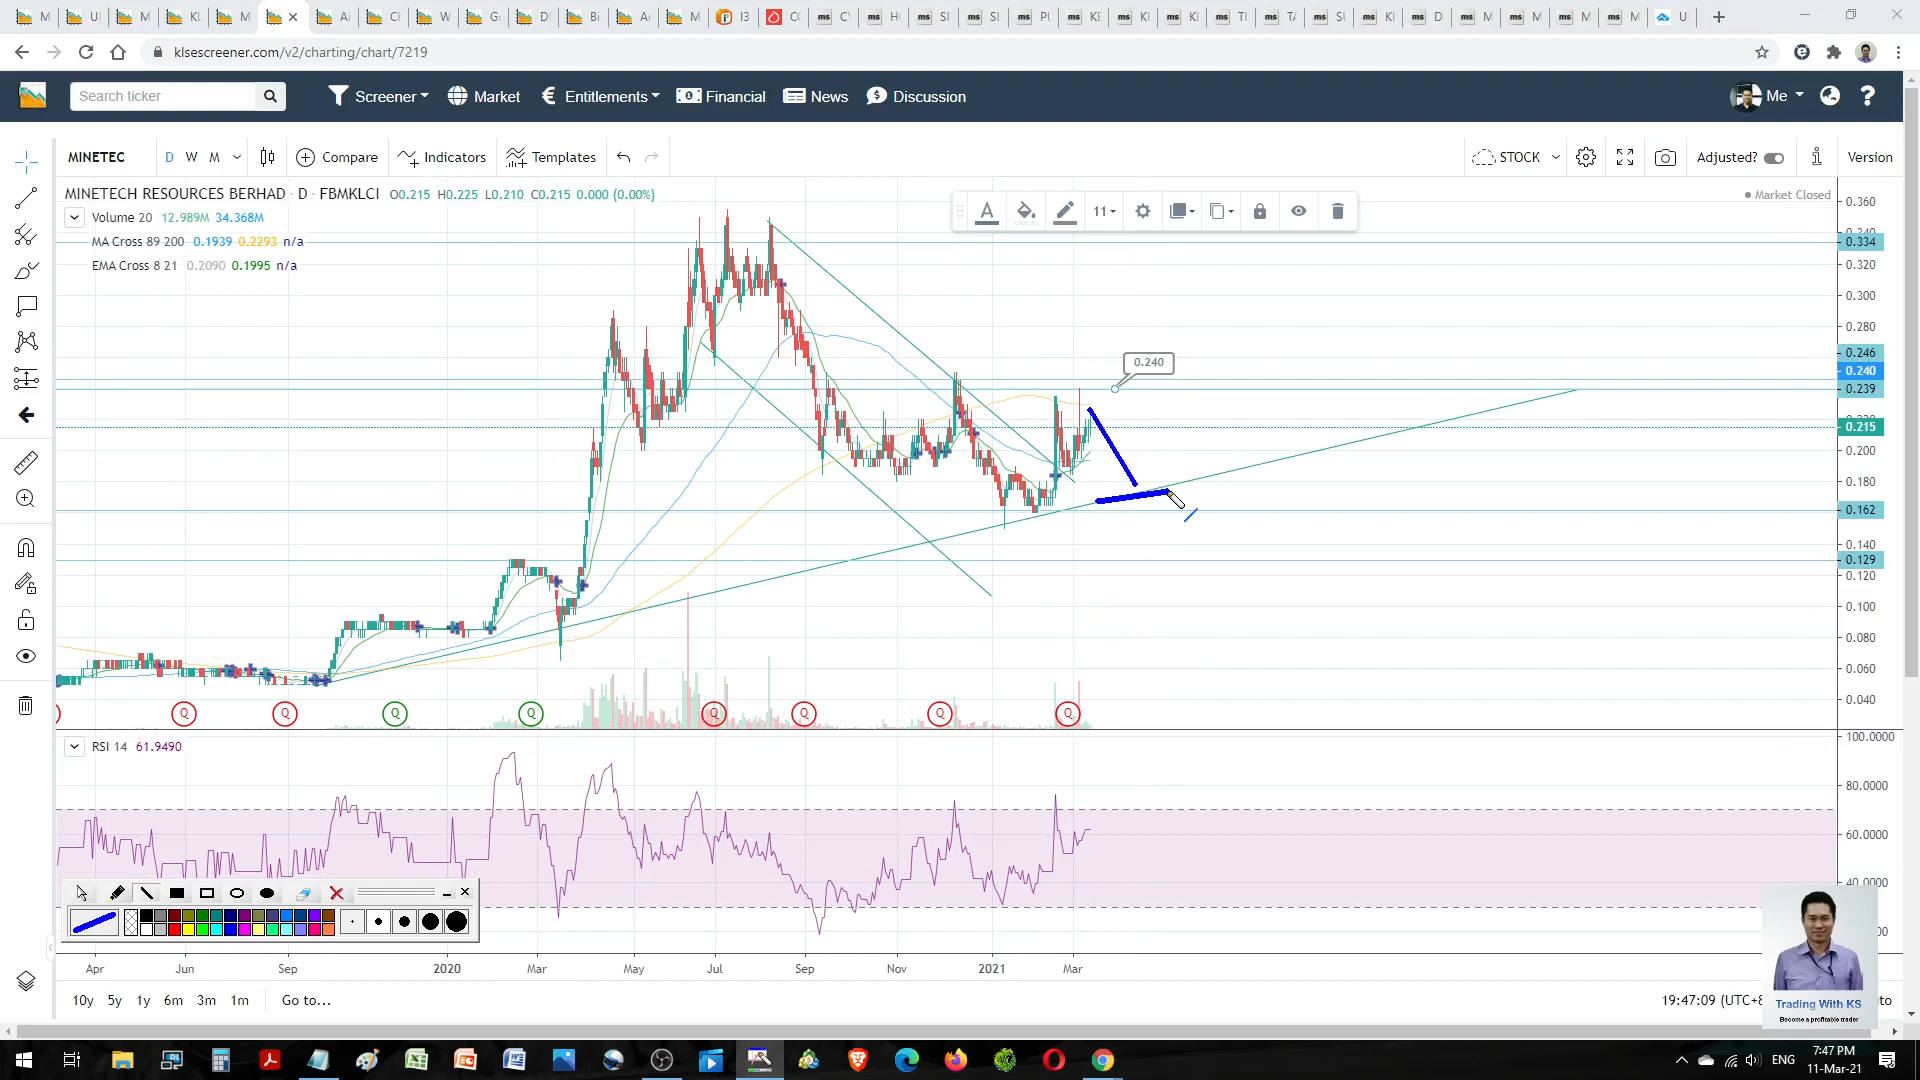 klsescreener.com/v2/charting/chart/7219
Search ticker
Screener
Market
Entitlements
Financial
News
Discussion
Me
MINETEC
D W M
Compare
Indicators
Templates
STOCK
Adjusted?
Version
MINETECH RESOURCES BERHAD · D · FBMKLCI O0.215 H0.225 L0.210 C0.215 0.000 (0.00%)
Market Closed
Volume 20 12.989M 34.368M
MA Cross 89 200 0.1939 0.2293 n/a
EMA Cross 8 21 0.2090 0.1995 n/a
11
0.240
0.360
0.334
0.320
0.300
0.280
0.246
0.240
0.239
0.215
0.200
0.180
0.162
0.140
0.129
0.120
0.100
0.080
0.060
0.040
Q Q Q Q Q Q Q Q
RSI 14 61.9490
100.0000
80.0000
60.0000
40.0000
Apr Jun Sep 2020 Mar May Jul Sep Nov 2021 Mar
10y 5y 1y 6m 3m 1m Go to...
19:47:09 (UTC+8
Trading With KS
Become a profitable trader
ENG
7:47 PM
11-Mar-21